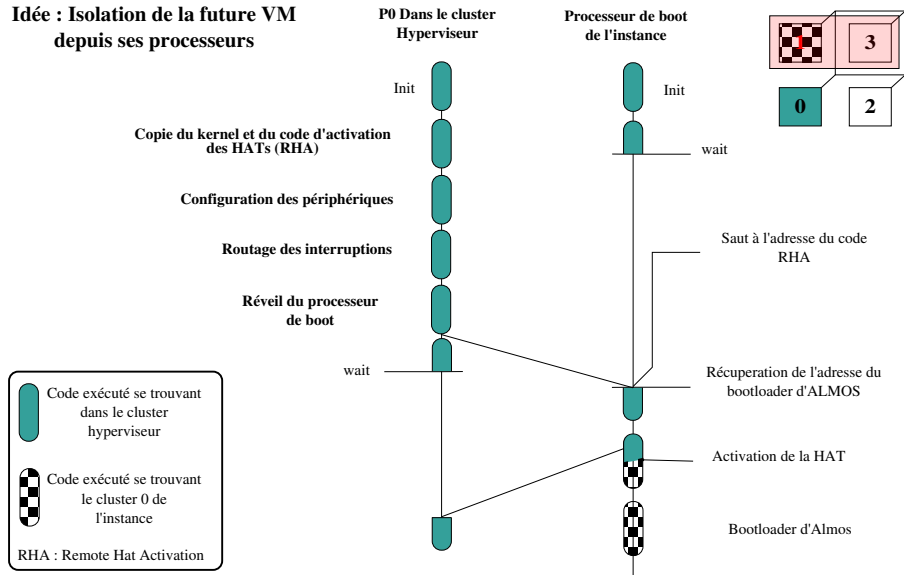 Idée : Isolation de la future VM
depuis ses processeurs
P0 Dans le cluster
Hyperviseur
Processeur de boot
de l'instance
1
3
0
2
Init
Init
Copie du kernel et du code d'activation
des HATs (RHA)
wait
Configuration des périphériques
Routage des interruptions
Saut à l'adresse du code
RHA
Réveil du processeur
de boot
wait
Récuperation de l'adresse du
bootloader d'ALMOS
Activation de la HAT
Bootloader d'Almos
Code exécuté se trouvant
dans le cluster
hyperviseur
Code exécuté se trouvant
le cluster 0 de
l'instance
RHA : Remote Hat Activation